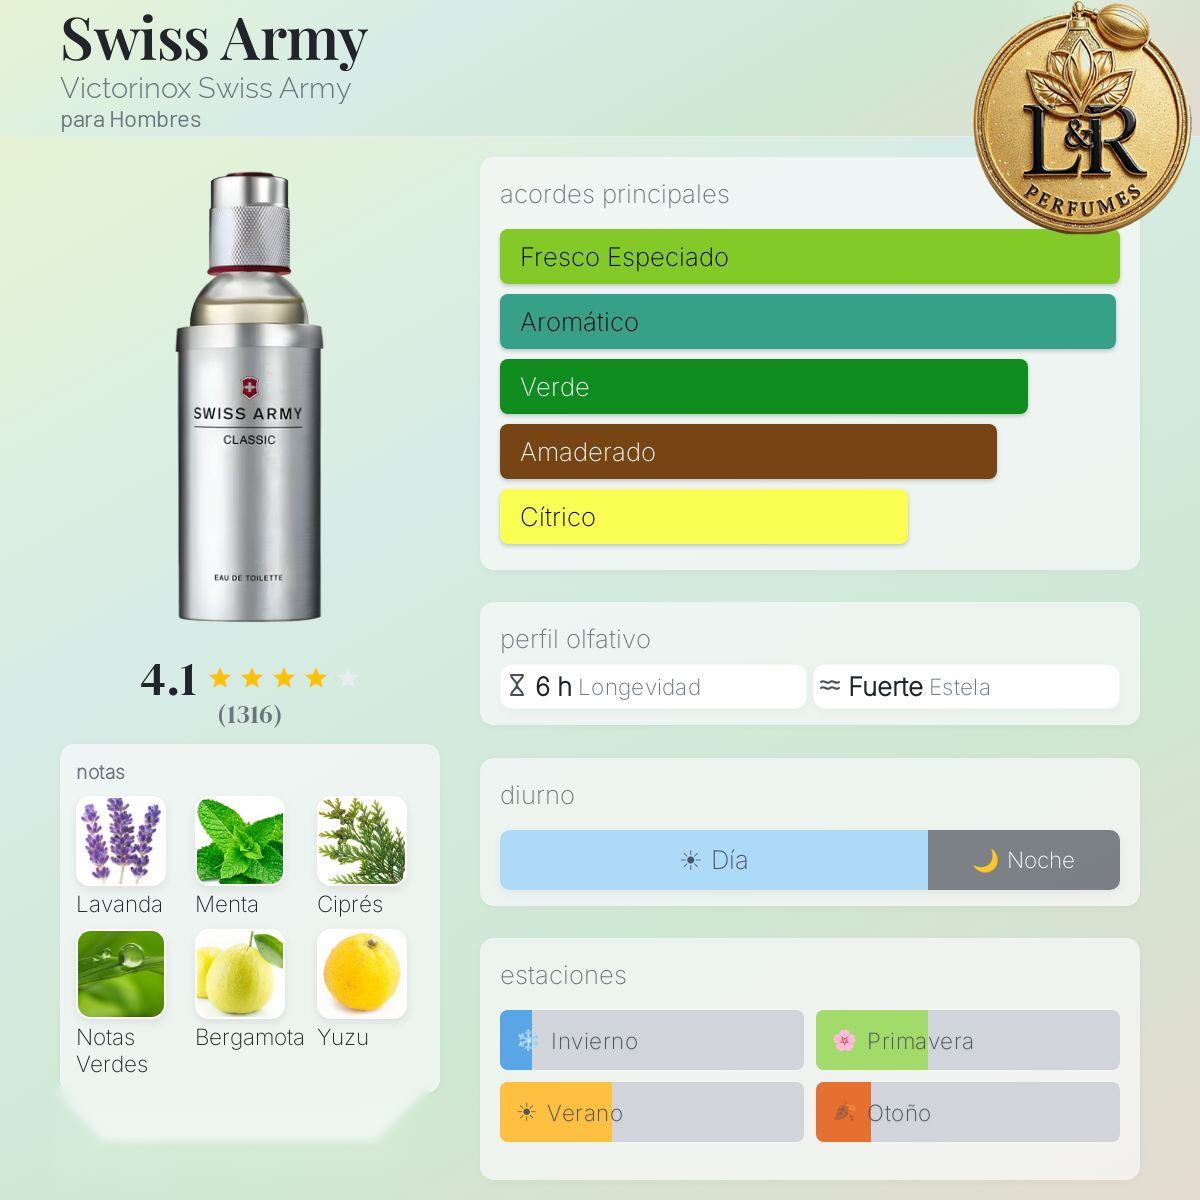 Swiss Army
Victorinox Swiss Army
para Hombres
L&R
PERFUMES
SWISS ARMY
CLASSIC
EAU DE TOILETTE
4.1
(1316)
notas
Lavanda
Menta
Ciprés
Notas
Verdes
Bergamota
Yuzu
acordes principales
Fresco Especiado
Aromático
Verde
Amaderado
Cítrico
perfil olfativo
6 h Longevidad
Fuerte Estela
diurno
Día
Noche
estaciones
Invierno
Primavera
Verano
Otoño